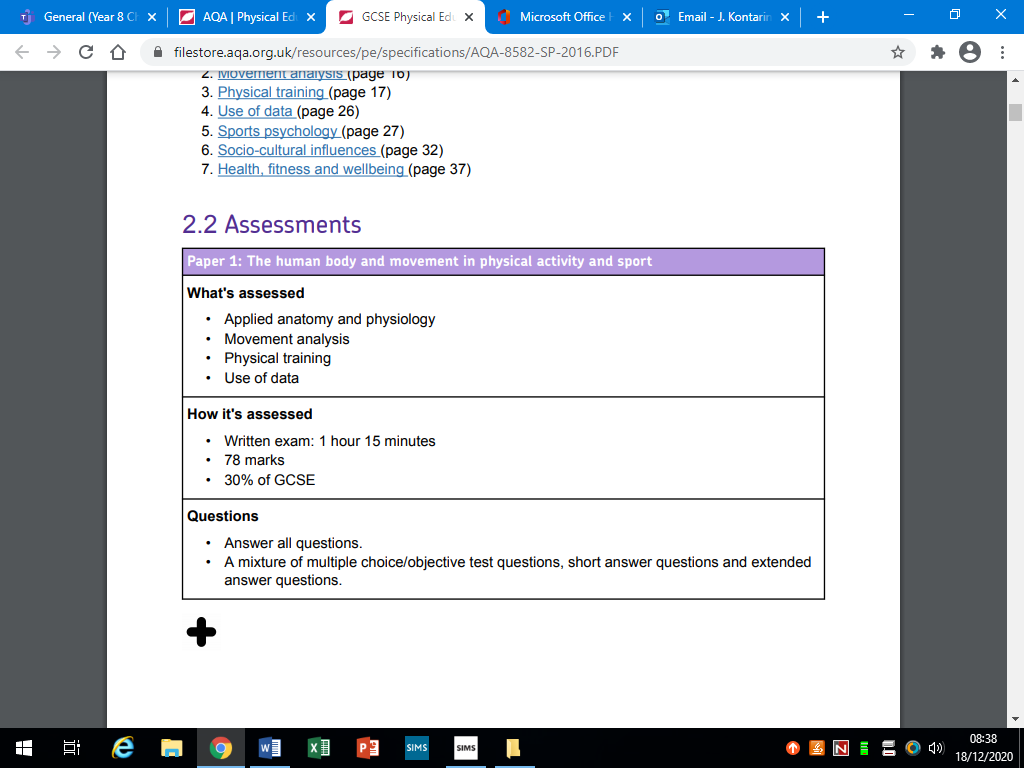 General (Year 8 Cl
AQA | Physical Edu
GCSE Physical Edu
Microsoft Office H
Email - J. Kontarin
filestore.aqa.org.uk/resources/pe/specifications/AQA-8582-SP-2016.PDF
2. Movement analysis (page 16)
3. Physical training (page 17)
4. Use of data (page 26)
5. Sports psychology (page 27)
6. Socio-cultural influences (page 32)
7. Health, fitness and wellbeing (page 37)
2.2 Assessments
Paper 1: The human body and movement in physical activity and sport
What's assessed
• Applied anatomy and physiology
• Movement analysis
• Physical training
• Use of data
How it's assessed
• Written exam: 1 hour 15 minutes
• 78 marks
• 30% of GCSE
Questions
• Answer all questions.
• A mixture of multiple choice/objective test questions, short answer questions and extended
answer questions.
SIMS
SIMS
08:38
18/12/2020